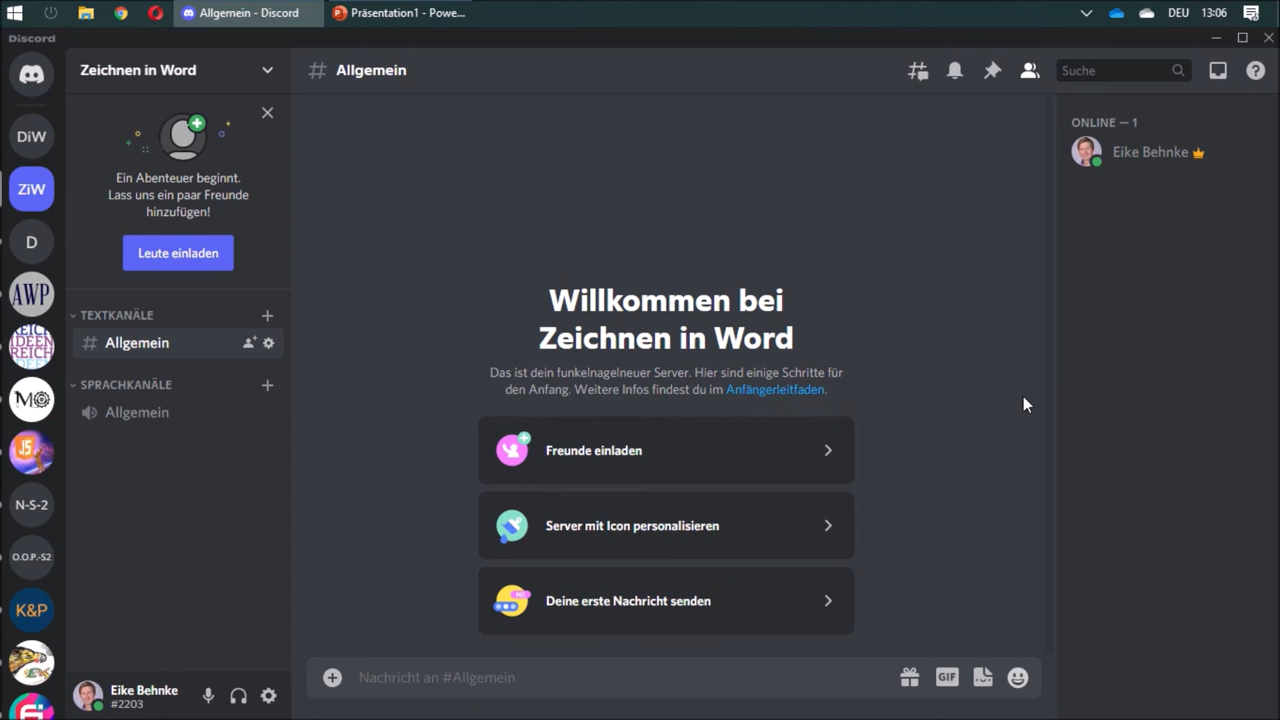 Allgemein - Discord
Präsentation1 - Powe...
DEU
13:06
Discord
Zeichnen in Word
Allgemein
Suche
DiW
ZiW
D
AWP
IDEEN
REICH
JS
N-S-2
O.O.P.-S2
K&P
Ein Abenteuer beginnt.
Lass uns ein paar Freunde
hinzufügen!
Leute einladen
TEXTKANÄLE
Allgemein
SPRACHKANÄLE
Allgemein
Eike Behnke
#2203
Willkommen bei
Zeichnen in Word
Das ist dein funkelnagelneuer Server. Hier sind einige Schritte für
den Anfang. Weitere Infos findest du im Anfängerleitfaden.
Freunde einladen
Server mit Icon personalisieren
Deine erste Nachricht senden
Nachricht an #Allgemein
GIF
ONLINE — 1
Eike Behnke